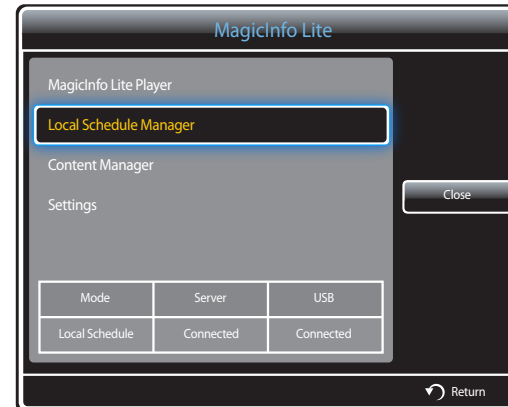 MagicInfo Lite
MagicInfo Lite Player
Local Schedule Manager
Content Manager
Settings
Close
Mode Server USB
Local Schedule Connected Connected
Return